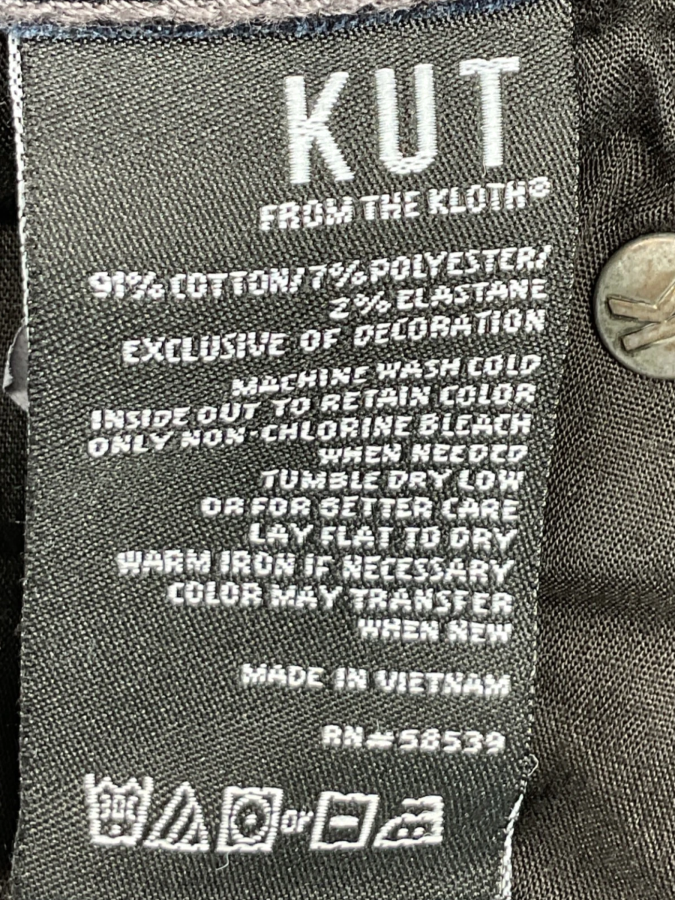 KUT
FROM THE KLOTH®
91% COTTON/7% POLYESTER/
2% ELASTANE
EXCLUSIVE OF DECORATION
MACHINE WASH COLD
INSIDE OUT TO RETAIN COLOR
ONLY NON-CHLORINE BLEACH
WHEN NEEDED
TUMBLE DRY LOW
OR FOR BETTER CARE
LAY FLAT TO DRY
WARM IRON IF NECESSARY
COLOR MAY TRANSFER
WHEN NEW
MADE IN VIETNAM
RN#58539
30C or